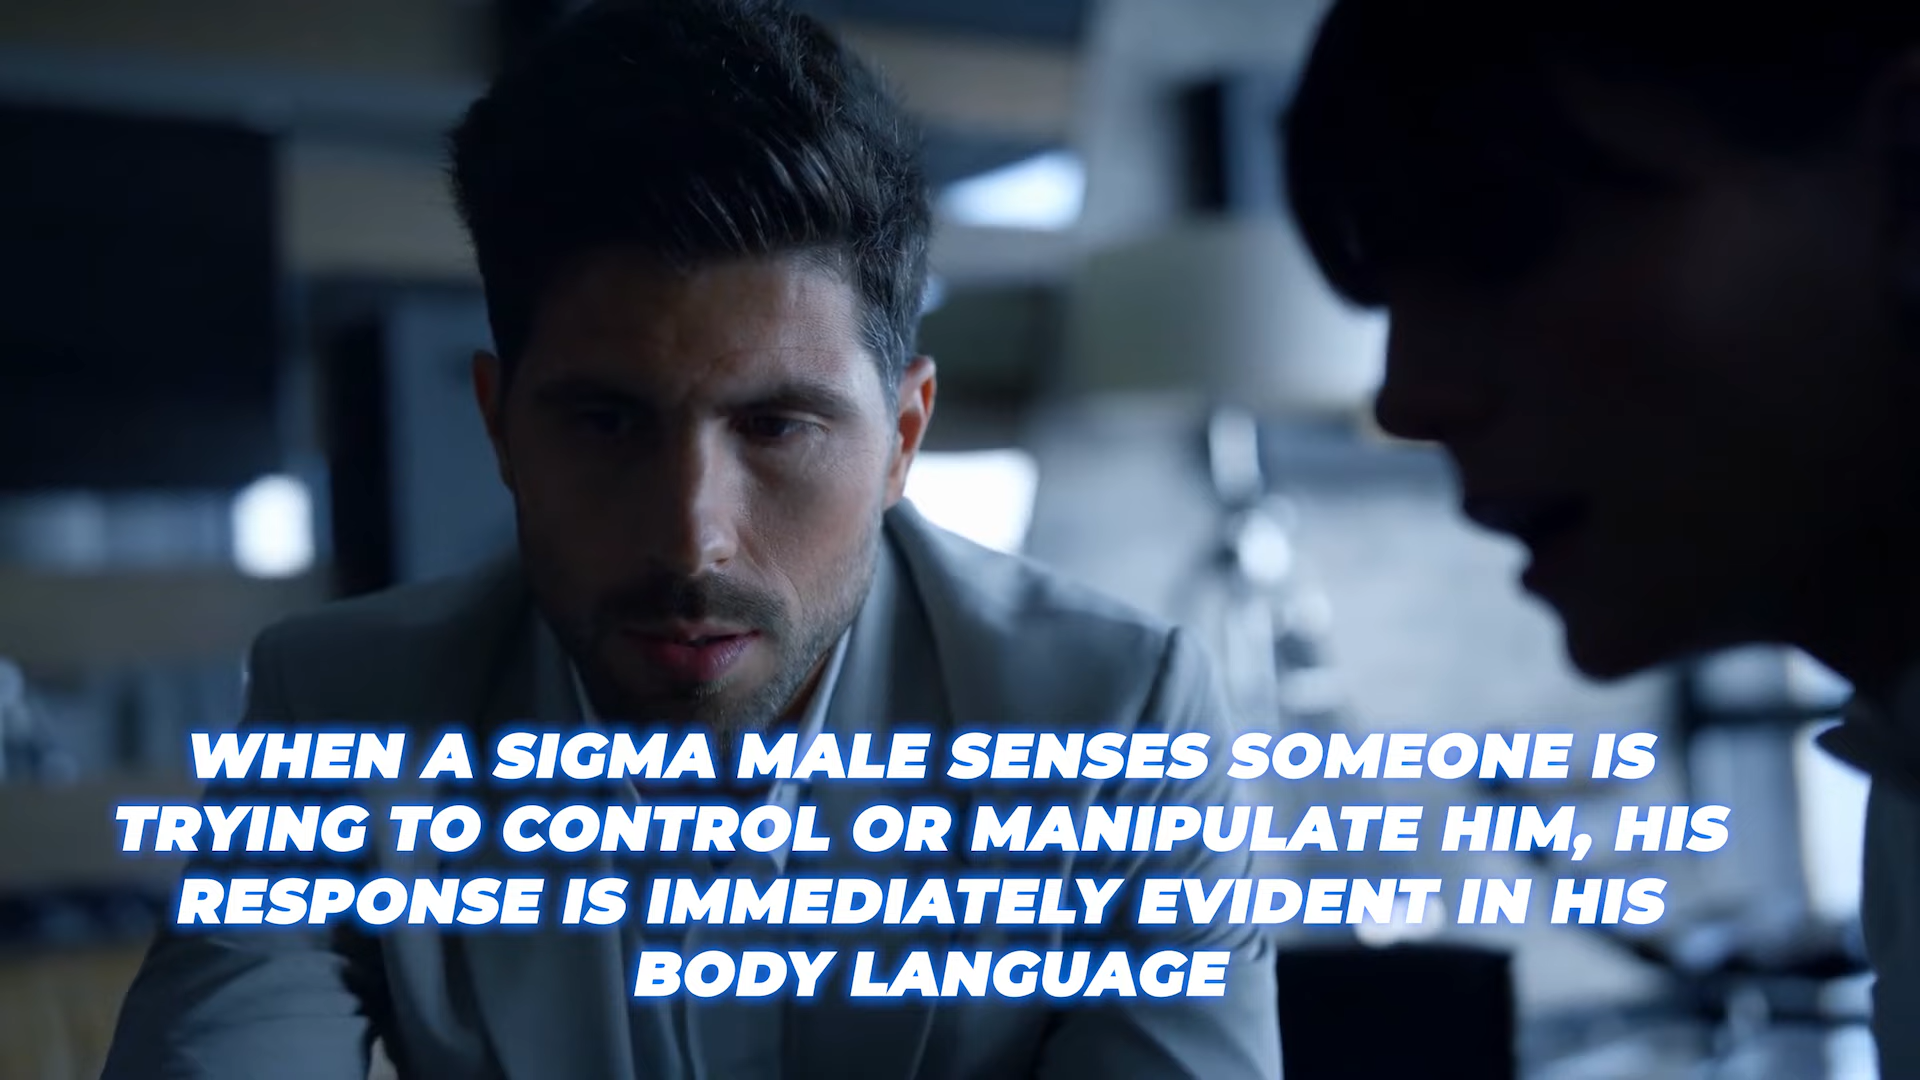 WHEN A SIGMA MALE SENSES SOMEONE IS
TRYING TO CONTROL OR MANIPULATE HIM, HIS
RESPONSE IS IMMEDIATELY EVIDENT IN HIS
BODY LANGUAGE